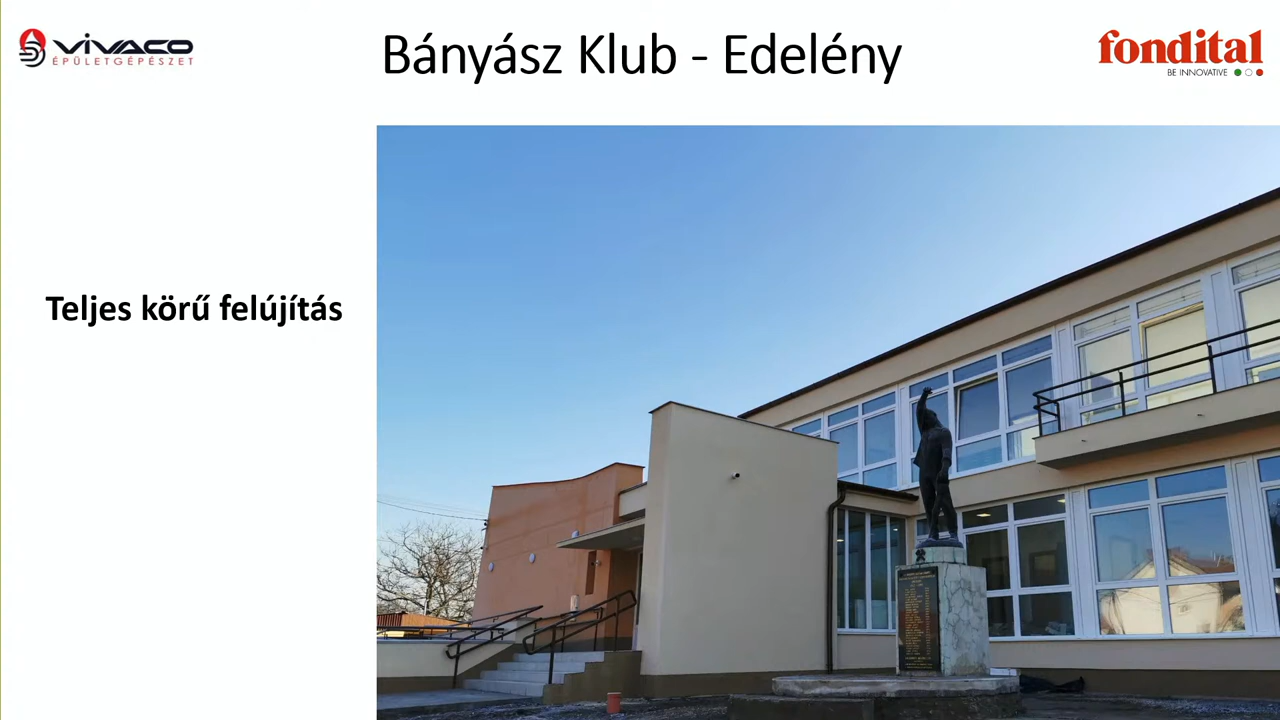 VIVACO
ÉPÜLETGÉPÉSZET
Bányász Klub - Edelény
fondital
BE INNOVATIVE
Teljes körű felújítás